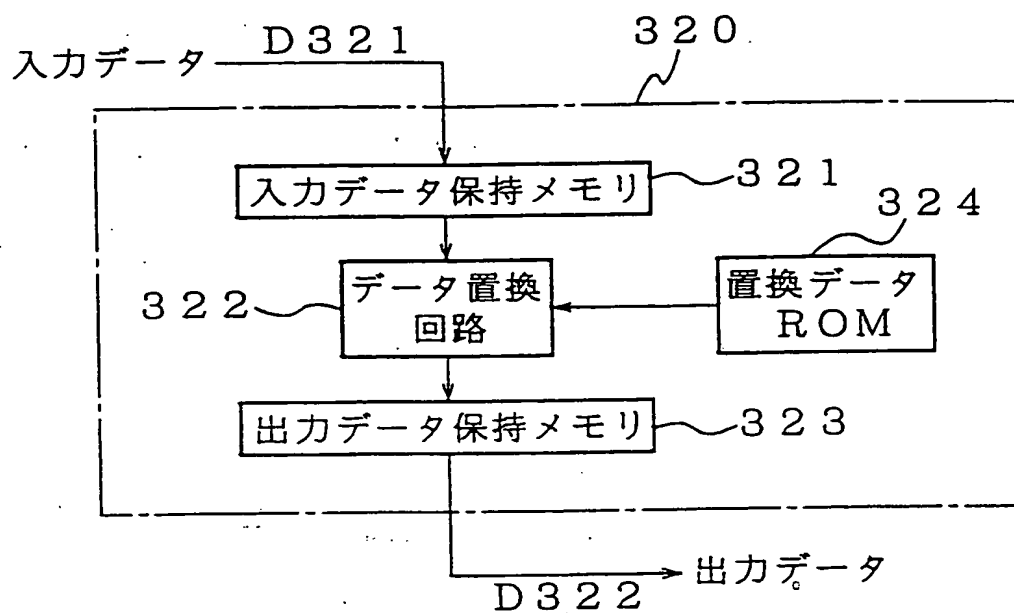 D321
320
入力データ
入力データ保持メモリ
321
324
データ置換
回路
322
置換データ
ROM
出力データ保持メモリ
323
出力データ
D322